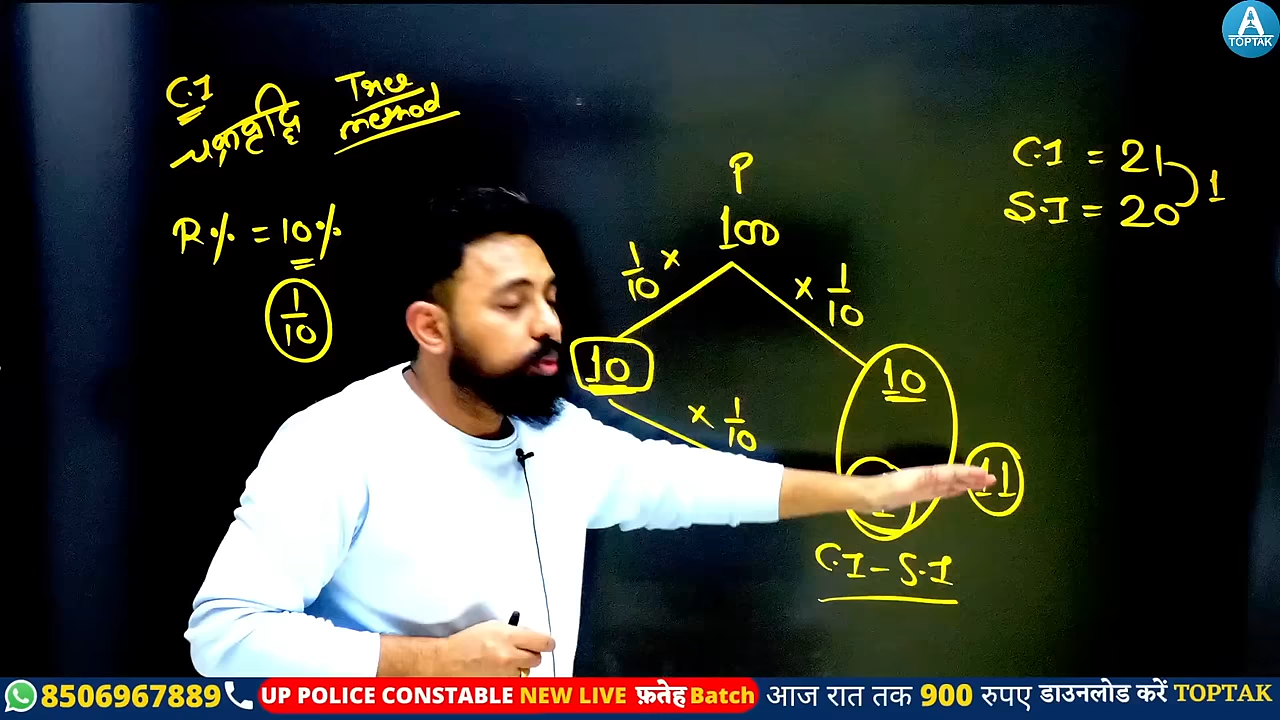 A
TOPTAK
C.I
चक्रवृद्धि
Tree
method
R% = 10%
1/10
P
100
1/10 ×
× 1/10
10
10
× 1/10
1
11
C.I - S.I
C.I = 21
S.I = 20
1
8506967889 UP POLICE CONSTABLE NEW LIVE फ़तेह Batch आज रात तक 900 रुपए डाउनलोड करें TOPTAK